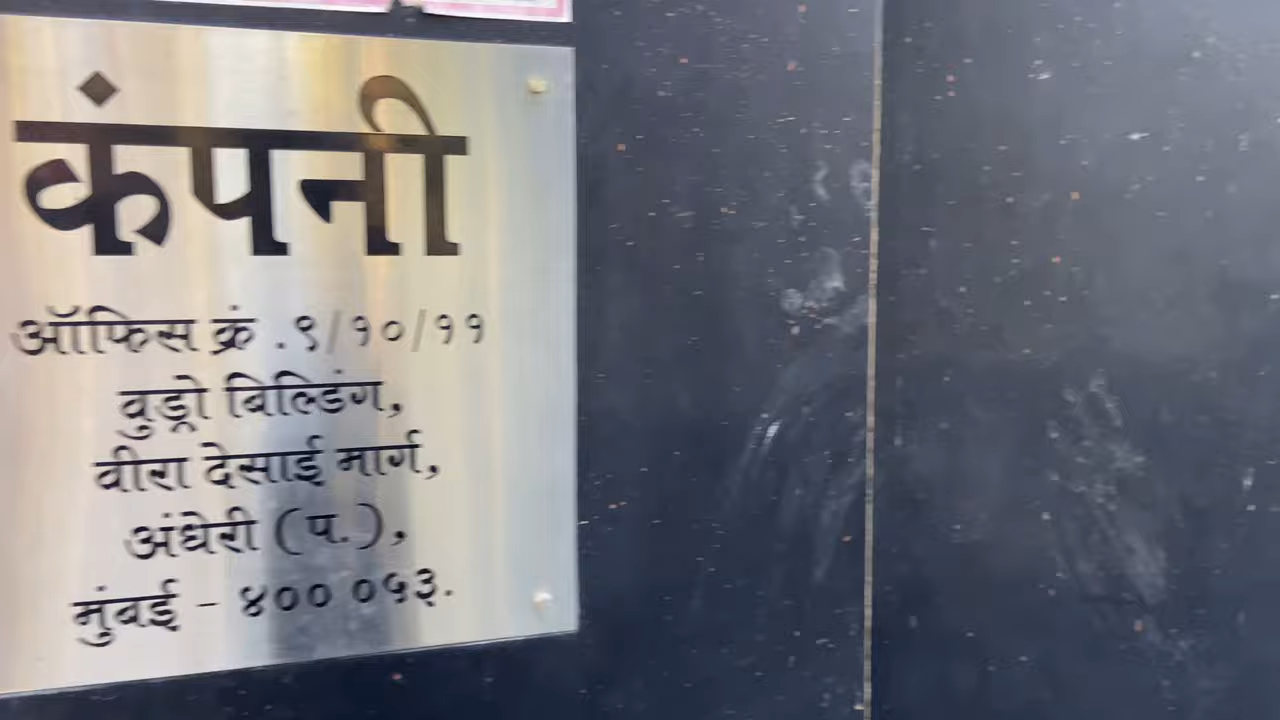 कंपनी
ऑफिस क्रं .९/१०/११
वुड्रो बिल्डिंग,
वीरा देसाई मार्ग,
अंधेरी (प.),
मुंबई - ४०० ०५३.